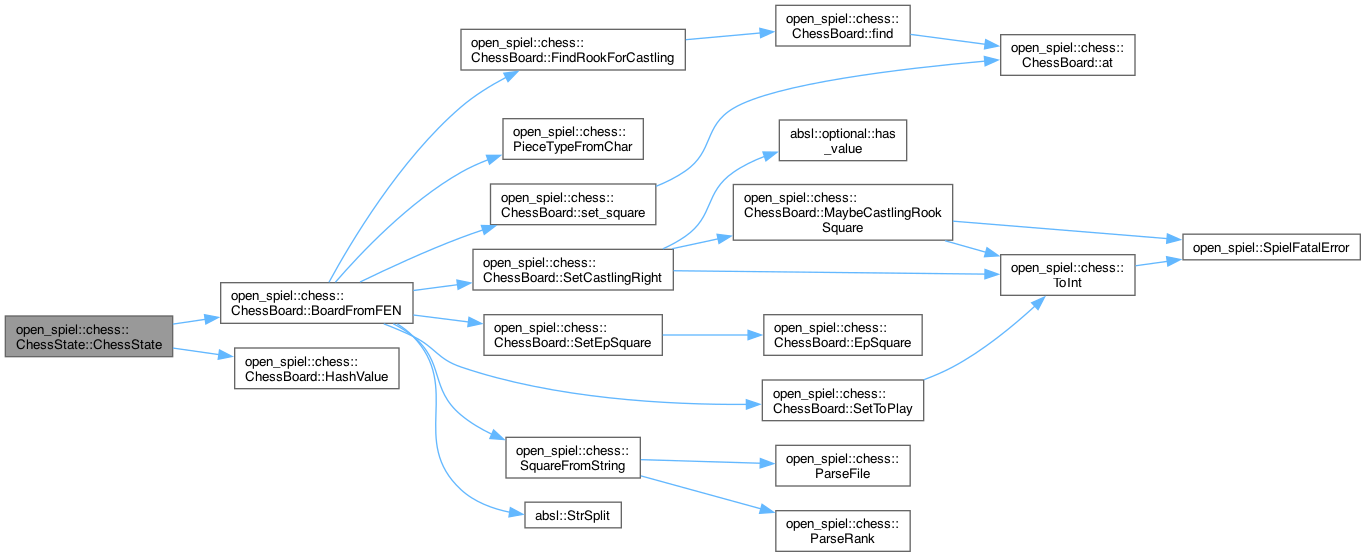 open_spiel::chess::
ChessState::ChessState
open_spiel::chess::
ChessBoard::BoardFromFEN
open_spiel::chess::
ChessBoard::HashValue
open_spiel::chess::
ChessBoard::FindRookForCastling
open_spiel::chess::
PieceTypeFromChar
open_spiel::chess::
ChessBoard::set_square
open_spiel::chess::
ChessBoard::SetCastlingRight
open_spiel::chess::
ChessBoard::SetEpSquare
open_spiel::chess::
SquareFromString
absl::StrSplit
open_spiel::chess::
ChessBoard::find
absl::optional::has
_value
open_spiel::chess::
ChessBoard::MaybeCastlingRook
Square
open_spiel::chess::
ChessBoard::EpSquare
open_spiel::chess::
ChessBoard::SetToPlay
open_spiel::chess::
ParseFile
open_spiel::chess::
ParseRank
open_spiel::chess::
ChessBoard::at
open_spiel::chess::
ToInt
open_spiel::SpielFatalError